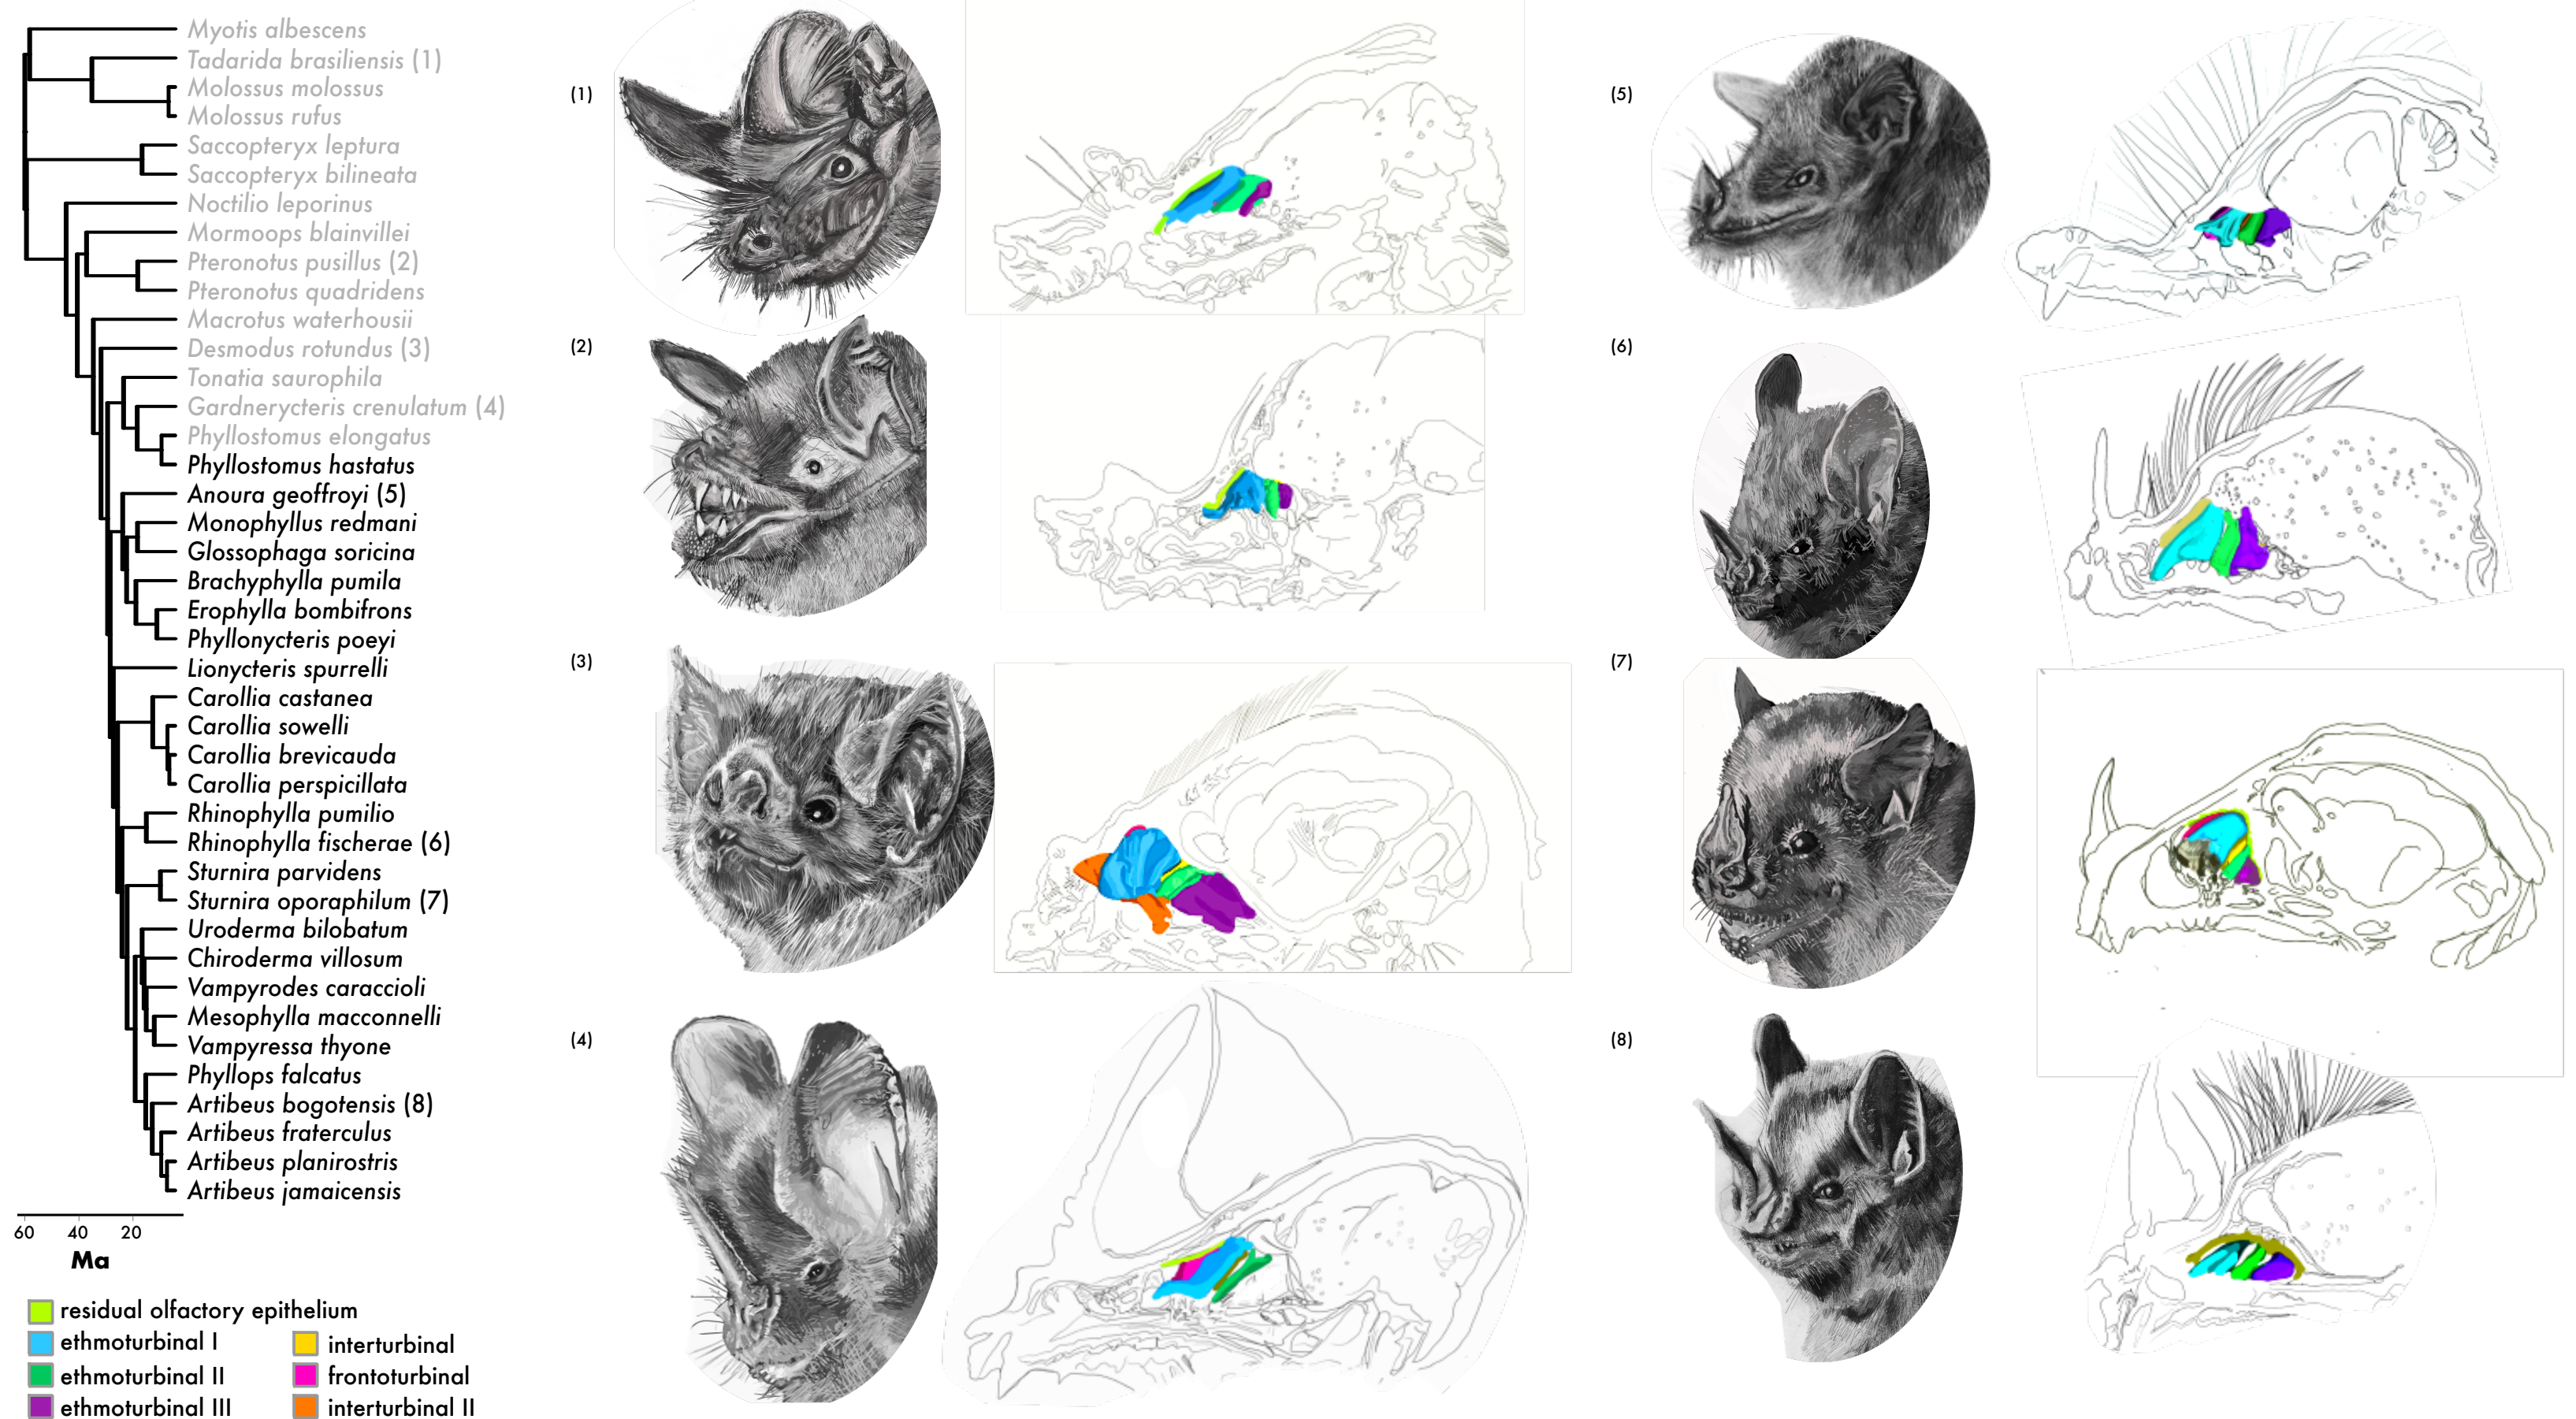 Myotis albescens
Tadarida brasiliensis (1)
Molossus molossus
Molossus rufus
Saccopteryx leptura
Saccopteryx bilineata
Noctilio leporinus
Mormoops blainvillei
Pteronotus pusillus (2)
Pteronotus quadridens
Macrotus waterhousii
Desmodus rotundus (3)
Tonatia saurophila
Gardnerycteris crenulatum (4)
Phyllostomus elongatus
Phyllostomus hastatus
Anoura geoffroyi (5)
Monophyllus redmani
Glossophaga soricina
Brachyphylla pumila
Erophylla bombifrons
Phyllonycteris poeyi
Lionycteris spurrelli
Carollia castanea
Carollia sowelli
Carollia brevicauda
Carollia perspicillata
Rhinophylla pumilio
Rhinophylla fischerae (6)
Sturnira parvidens
Sturnira oporaphilum (7)
Uroderma bilobatum
Chiroderma villosum
Vampyrodes caraccioli
Mesophylla macconnelli
Vampyressa thyone
Phyllops falcatus
Artibeus bogotensis (8)
Artibeus fraterculus
Artibeus planirostris
Artibeus jamaicensis
60 40 20
Ma
residual olfactory epithelium
ethmoturbinal I
ethmoturbinal II
ethmoturbinal III
interturbinal
frontoturbinal
interturbinal II
(1)
(2)
(3)
(4)
(5)
(6)
(7)
(8)